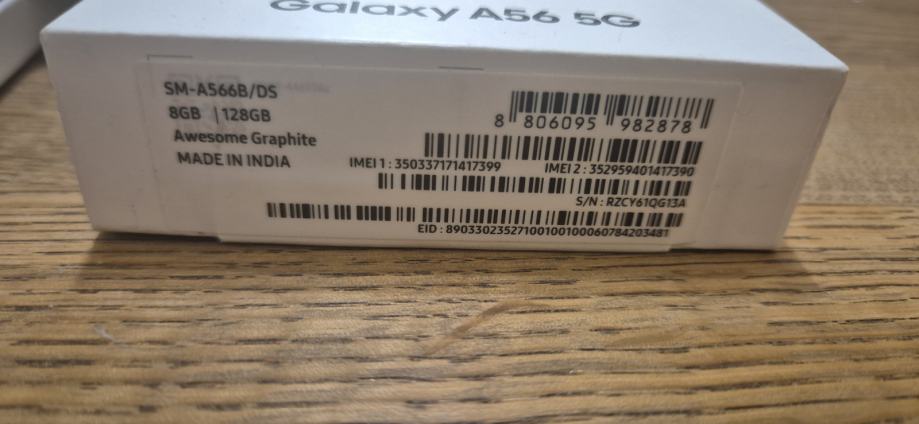 Galaxy A56 5G
SM-A566B/DS
8GB | 128GB
Awesome Graphite
MADE IN INDIA
8 806095 982878
IMEI 1 : 350337171417399
IMEI 2 : 352959401417390
S/N : RZCY61QG13A
EID : 89033023527100100100060784203481